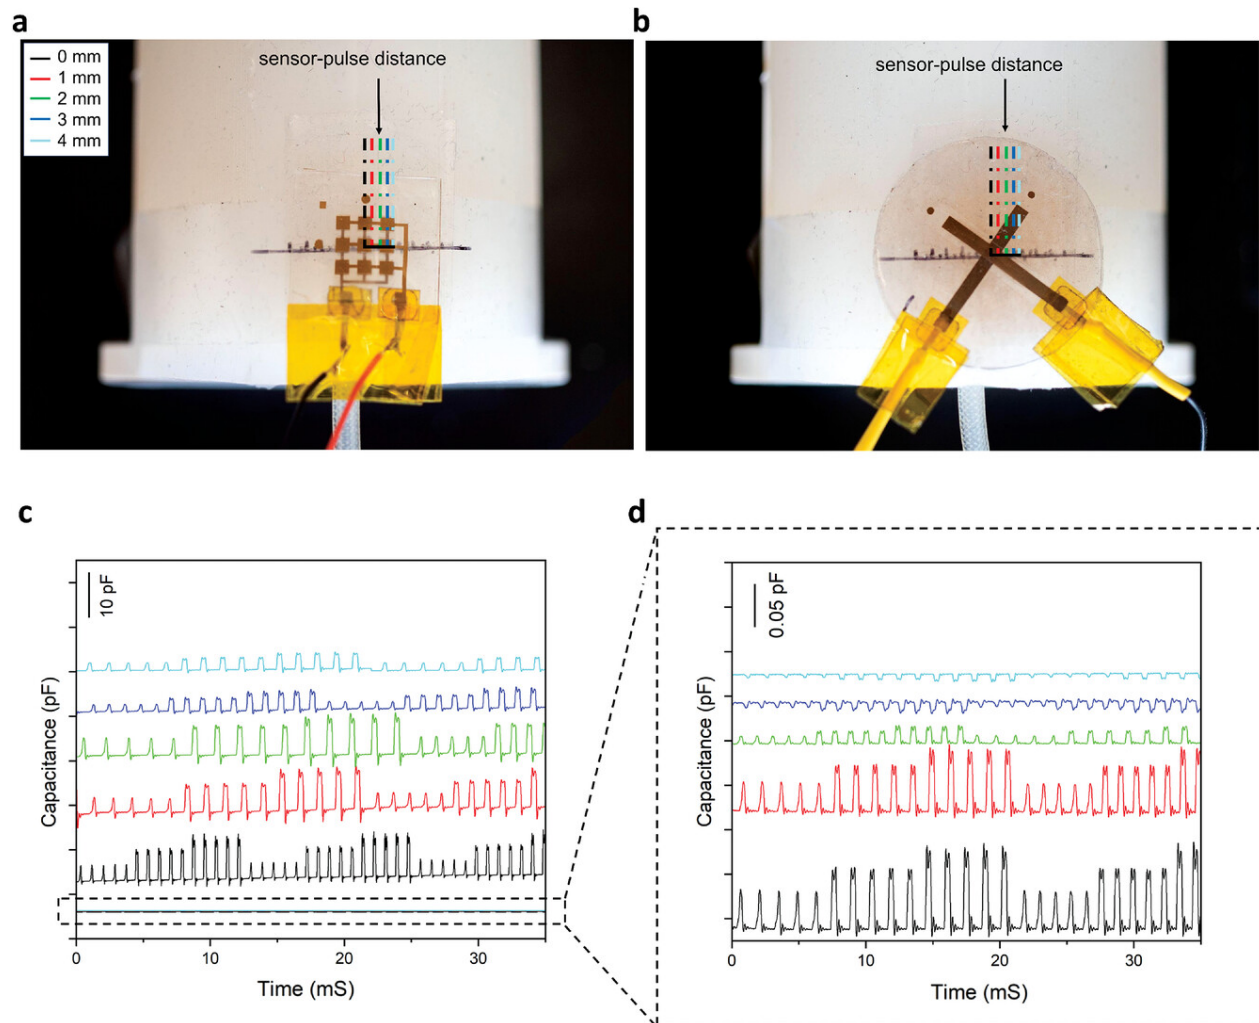 a
b
0 mm
1 mm
2 mm
3 mm
4 mm
sensor-pulse distance
sensor-pulse distance
c
d
10 pF
Capacitance (pF)
0
10
20
30
Time (mS)
0.05 pF
Capacitance (pF)
0
10
20
30
Time (mS)